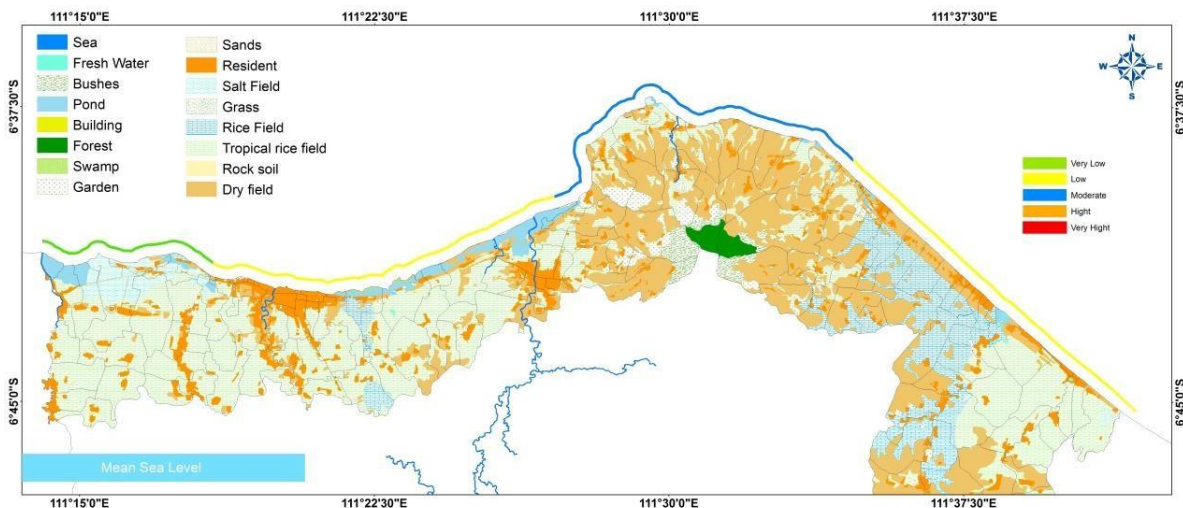 111°15'0"E 111°22'30"E 111°30'0"E 111°37'30"E
Sea
Fresh Water
Bushes
Pond
Building
Forest
Swamp
Garden
Sands
Resident
Salt Field
Grass
Rice Field
Tropical rice field
Rock soil
Dry field
N
W E
S
6°37'30"S 6°37'30"S
Very Low
Low
Moderate
Hight
Very Hight
6°45'0"S 6°45'0"S
Mean Sea Level
111°15'0"E 111°22'30"E 111°30'0"E 111°37'30"E